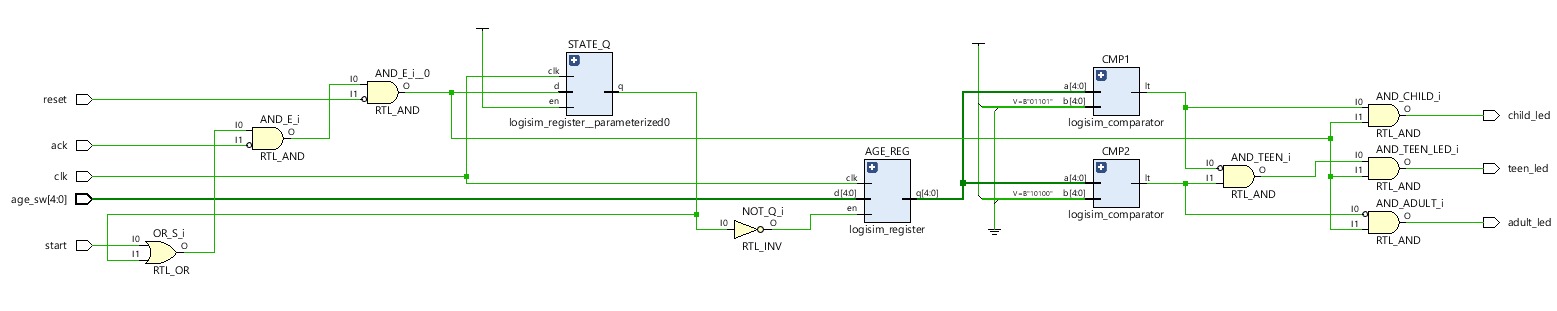 reset
ack
clk
age_sw[4:0]
start
OR_S_i
I0
I1
O
RTL_OR
AND_E_i
I0
I1
O
RTL_AND
AND_E_i__0
I0
I1
O
RTL_AND
STATE_Q
clk
d
en
q
logisim_register__parameterized0
NOT_Q_i
I0
O
RTL_INV
AGE_REG
clk
d[4:0]
en
q[4:0]
logisim_register
CMP1
a[4:0]
V=B"01101"
b[4:0]
lt
logisim_comparator
CMP2
a[4:0]
V=B"10100"
b[4:0]
lt
logisim_comparator
AND_TEEN_i
I0
I1
O
RTL_AND
AND_CHILD_i
I0
I1
O
RTL_AND
AND_TEEN_LED_i
I0
I1
O
RTL_AND
AND_ADULT_i
I0
I1
O
RTL_AND
child_led
teen_led
adult_led